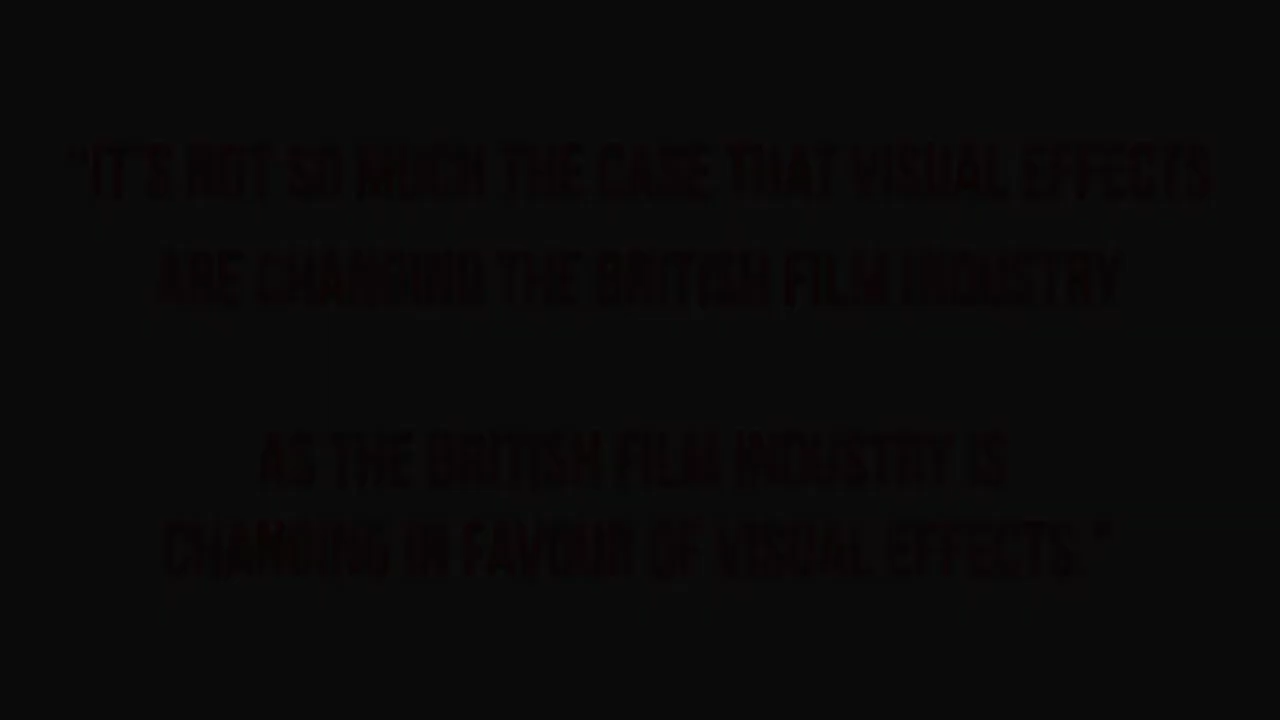 "IT'S NOT SO MUCH THE CASE THAT VISUAL EFFECTS
ARE CHANGING THE BRITISH FILM INDUSTRY
AS THE BRITISH FILM INDUSTRY IS
CHANGING IN FAVOUR OF VISUAL EFFECTS."